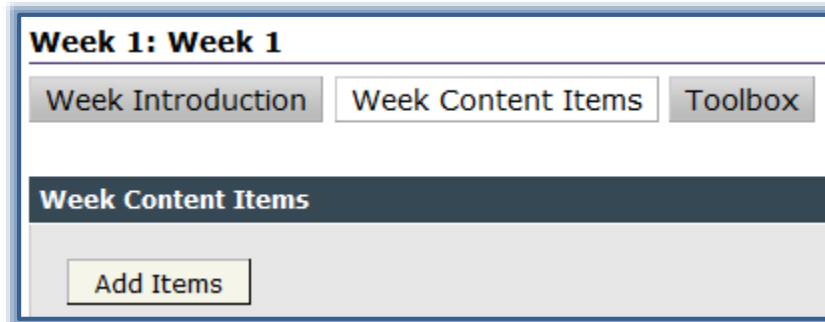 Week 1: Week 1
Week Introduction Week Content Items Toolbox
Week Content Items
Add Items